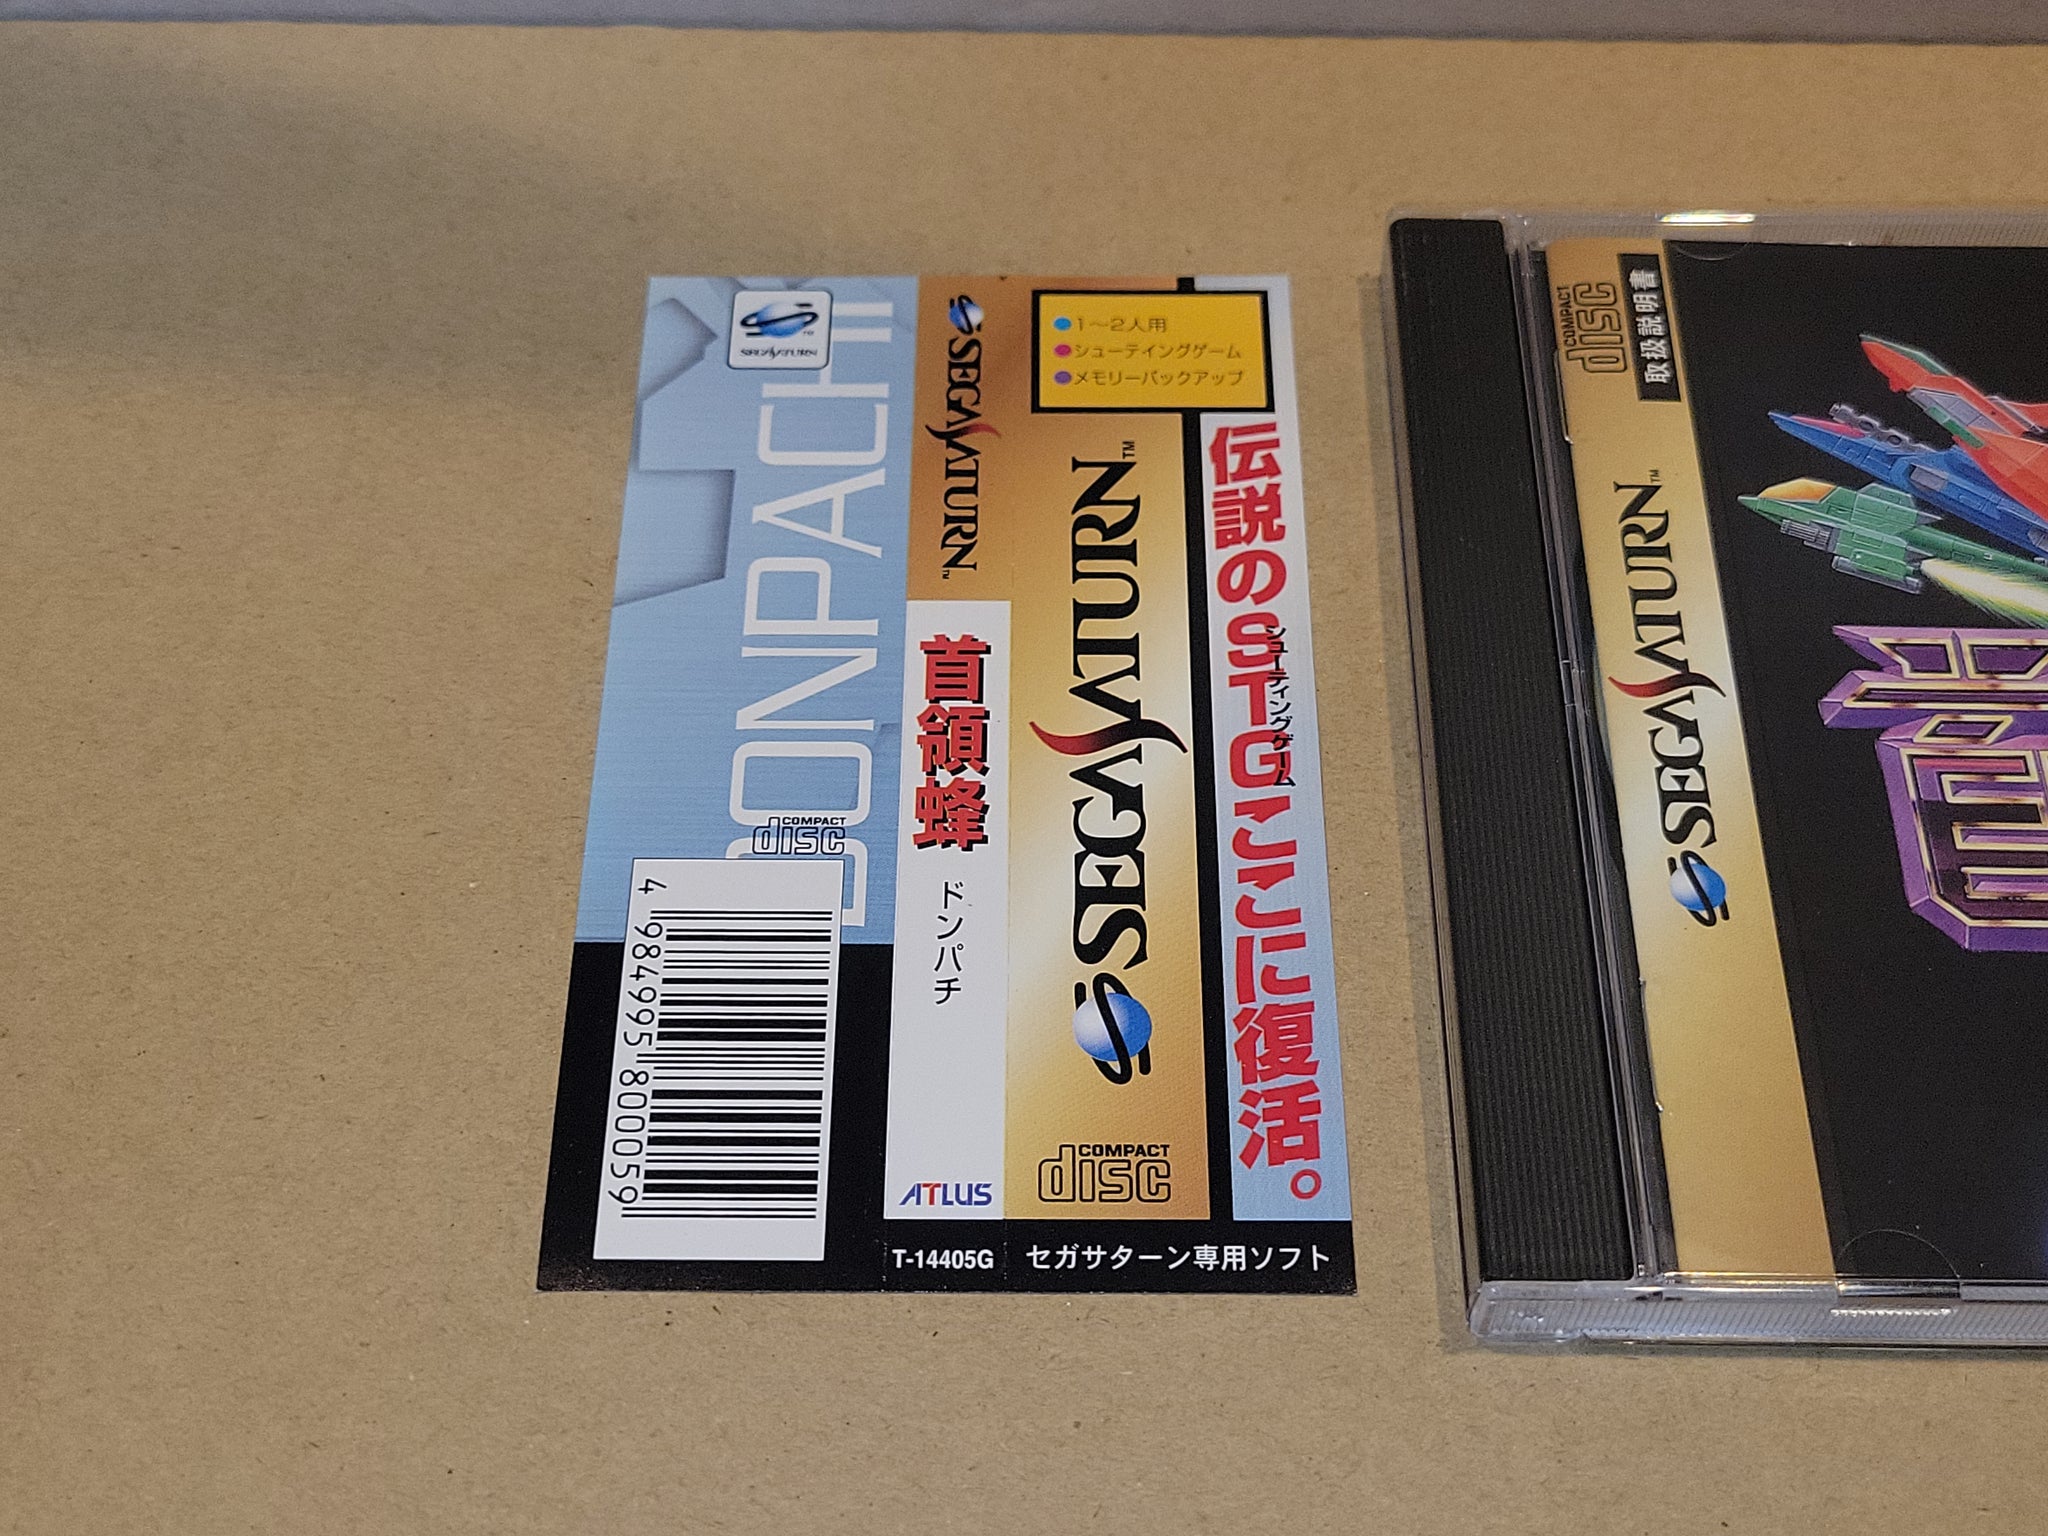 SEGA SATURN
DONPACHI
COMPACT
disc
4 984995 800059
SEGA SATURN™
首領蜂
ドンパチ
ATLUS
T-14405G
1〜2人用
シューティングゲーム
メモリーバックアップ
SEGA SATURN™
COMPACT
disc
伝説のSTGここに復活。
シューティングゲーム
セガサターン専用ソフト
COMPACT
disc
取扱説明書
SEGA SATURN™